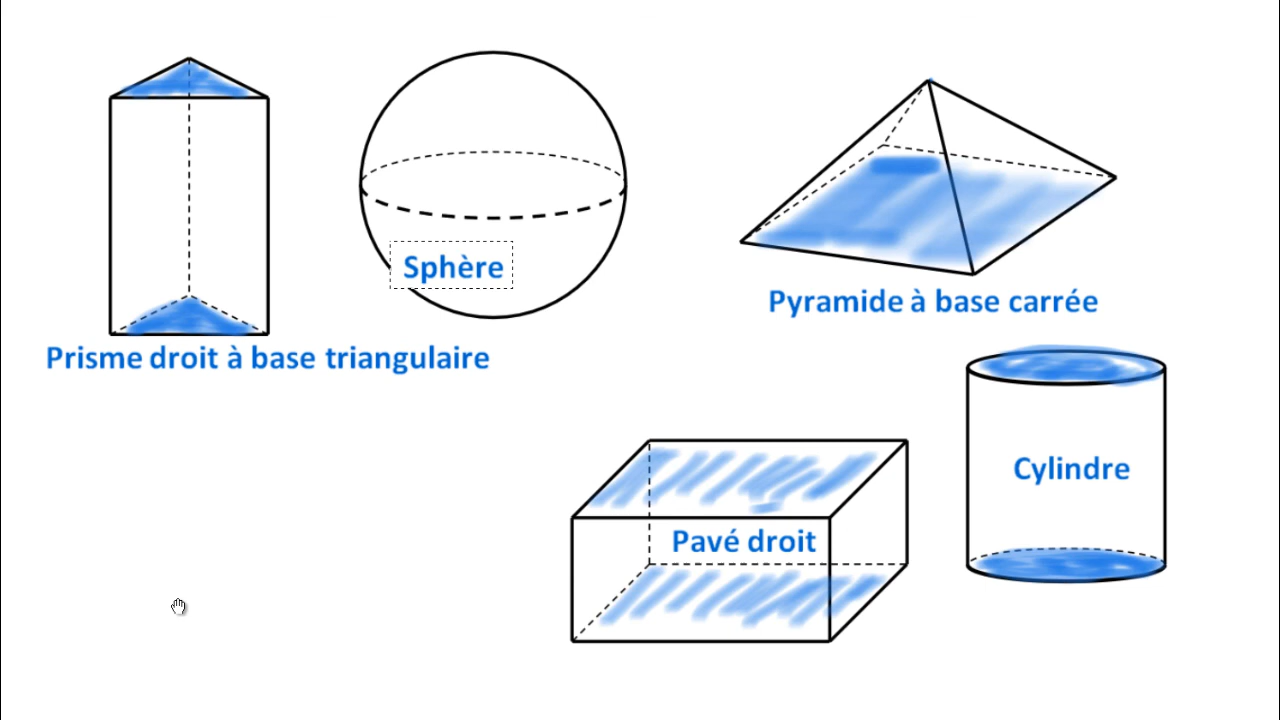 Sphère
Pyramide à base carrée
Prisme droit à base triangulaire
Cylindre
Pavé droit